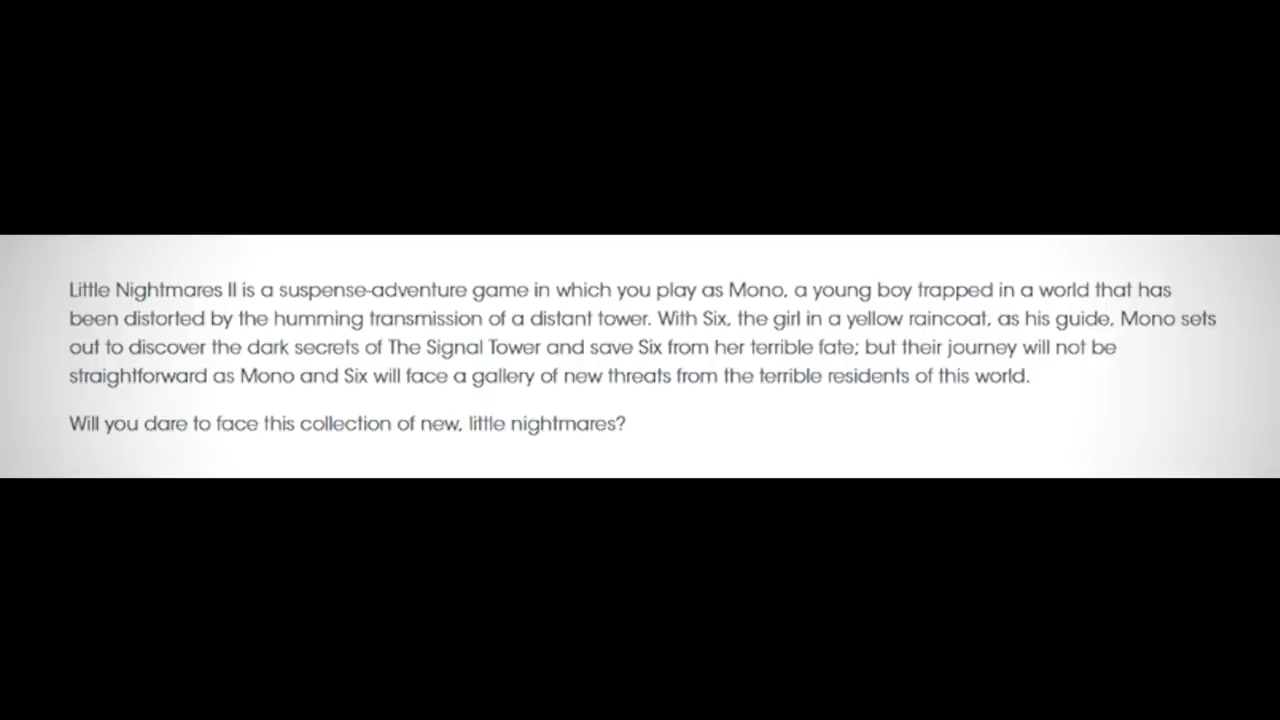 Little Nightmares II is a suspense-adventure game in which you play as Mono, a young boy trapped in a world that has
been distorted by the humming transmission of a distant tower. With Six, the girl in a yellow raincoat, as his guide, Mono sets
out to discover the dark secrets of The Signal Tower and save Six from her terrible fate; but their journey will not be
straightforward as Mono and Six will face a gallery of new threats from the terrible residents of this world.
Will you dare to face this collection of new, little nightmares?